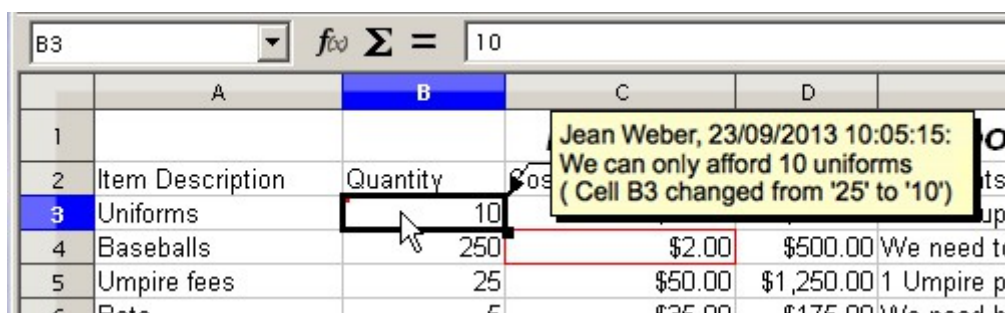 B3 f(x) Σ = 10
A B C D
1
Jean Weber, 23/09/2013 10:05:15:
We can only afford 10 uniforms
( Cell B3 changed from '25' to '10')
2 Item Description Quantity
3 Uniforms 10
4 Baseballs 250 $2.00 $500.00 We need
5 Umpire fees 25 $50.00 $1,250.00 1 Umpire